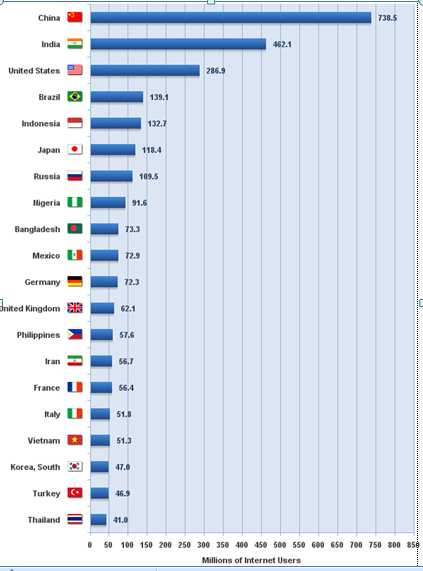 China 738.5
India 462.1
United States 286.9
Brazil 139.1
Indonesia 132.7
Japan 118.4
Russia 109.5
Nigeria 91.6
Bangladesh 73.3
Mexico 72.9
Germany 72.3
United Kingdom 62.1
Philippines 57.6
Iran 56.7
France 56.4
Italy 51.8
Vietnam 51.3
Korea, South 47.0
Turkey 46.9
Thailand 41.0
0 50 100 150 200 250 300 350 400 450 500 550 600 650 700 750 800 850
Millions of Internet Users